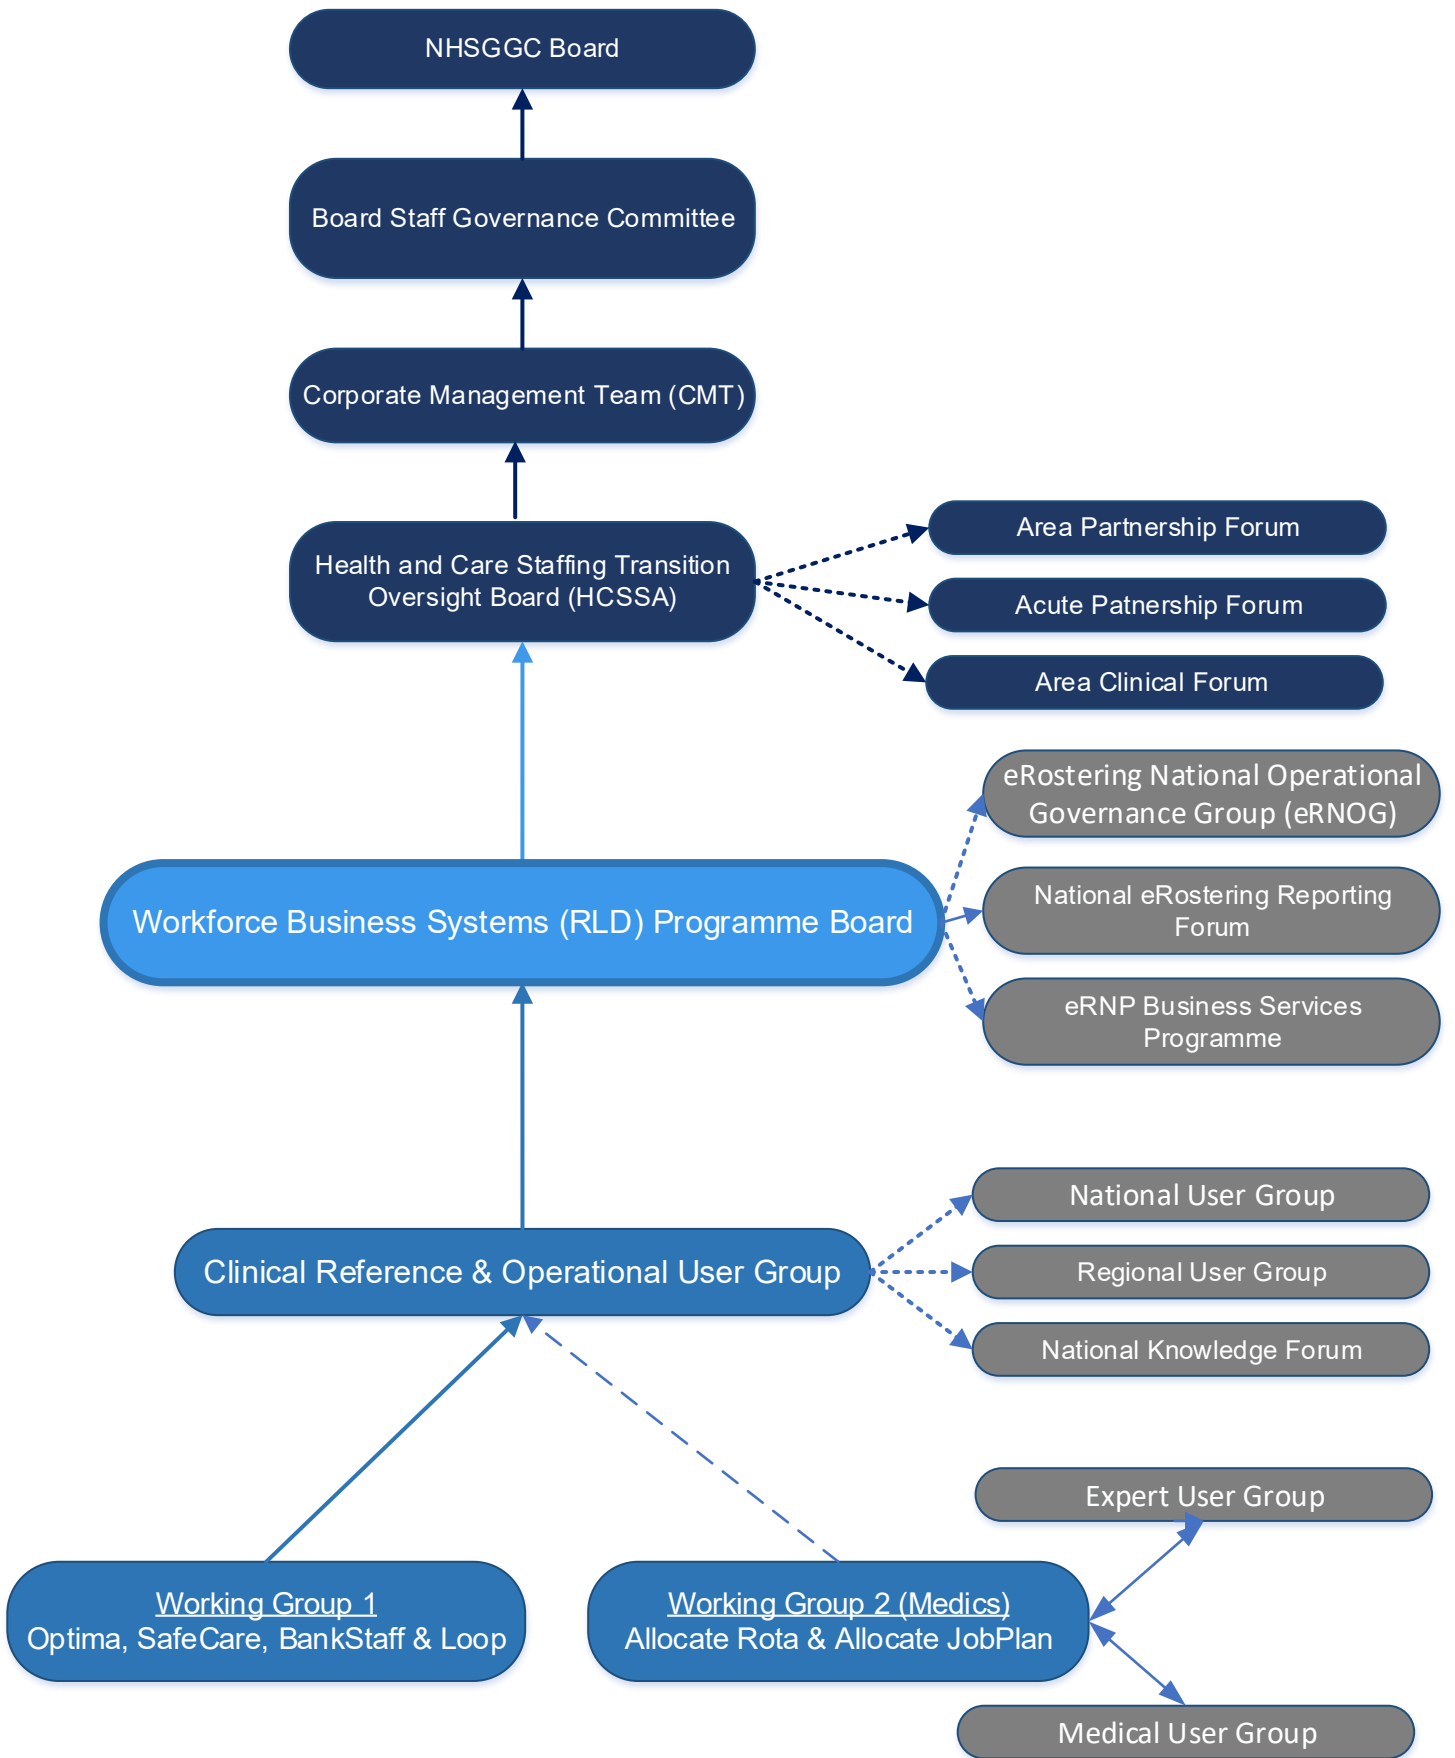 NHSGGC Board
Board Staff Governance Committee
Corporate Management Team (CMT)
Health and Care Staffing Transition
Oversight Board (HCSSA)
Area Partnership Forum
Acute Patnership Forum
Area Clinical Forum
eRostering National Operational
Governance Group (eRNOG)
Workforce Business Systems (RLD) Programme Board
National eRostering Reporting
Forum
eRNP Business Services
Programme
National User Group
Clinical Reference & Operational User Group
Regional User Group
National Knowledge Forum
Expert User Group
Working Group 1
Optima, SafeCare, BankStaff & Loop
Working Group 2 (Medics)
Allocate Rota & Allocate JobPlan
Medical User Group